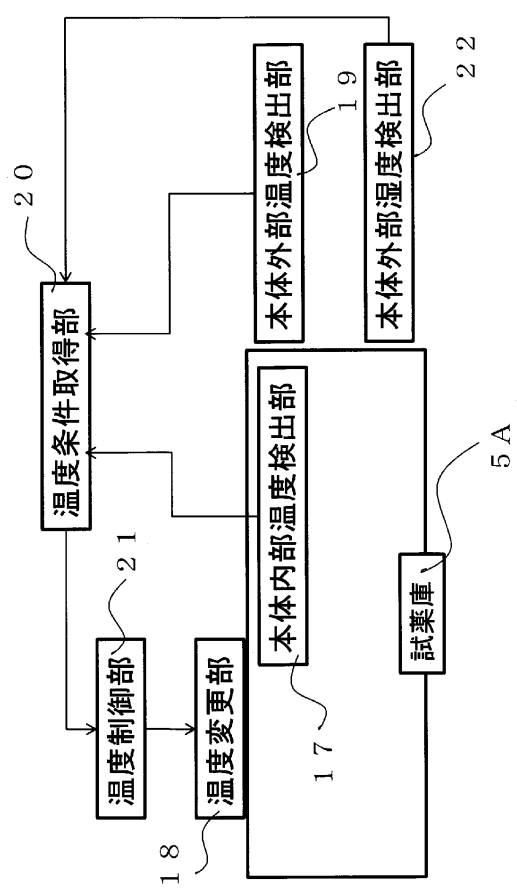 ２０
温度条件取得部
２１
温度制御部
温度変更部
１８
本体内部温度検出部
１７
本体外部温度検出部
１９
本体外部湿度検出部
２２
試薬庫
５Ａ